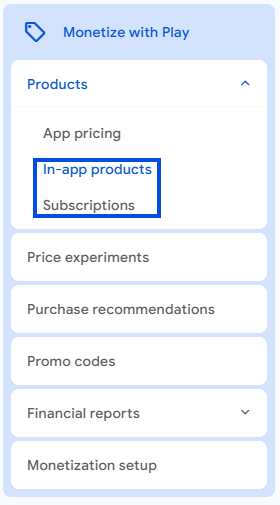 Monetize with Play
Products
App pricing
In-app products
Subscriptions
Price experiments
Purchase recommendations
Promo codes
Financial reports
Monetization setup